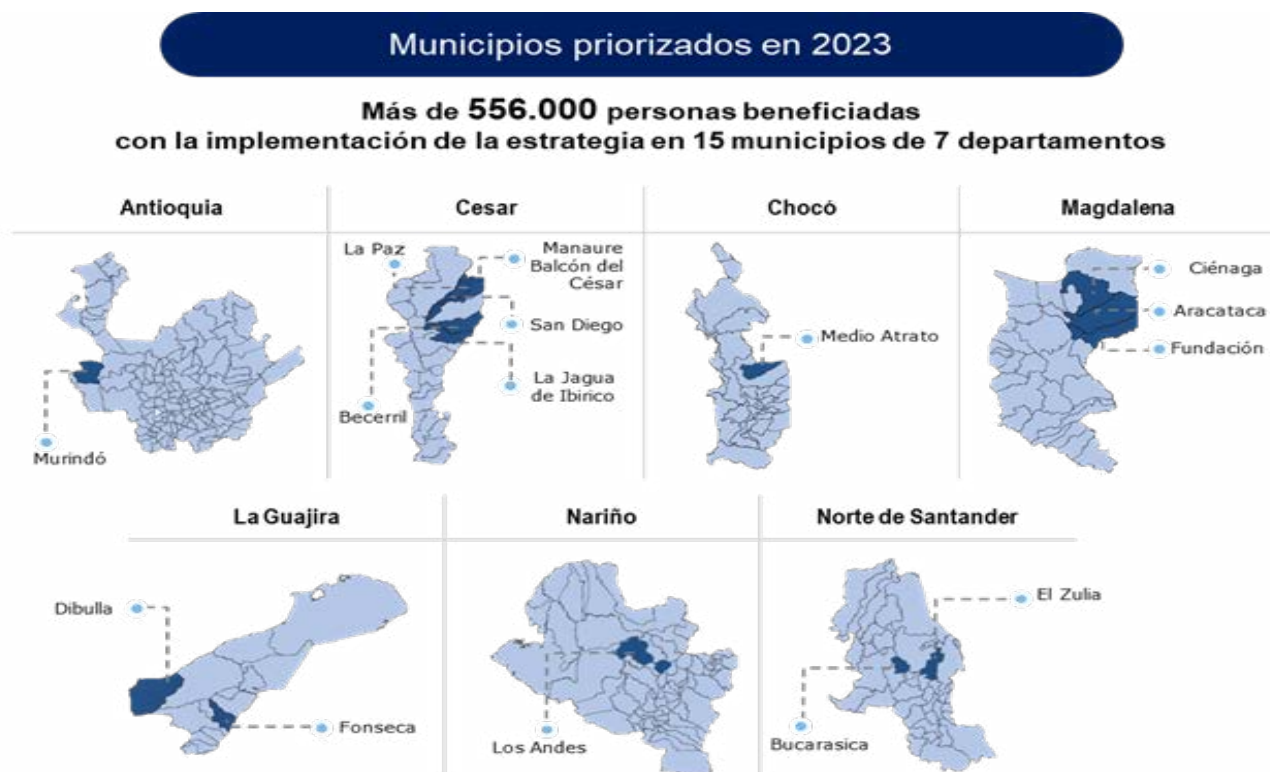 Municipios priorizados en 2023
Más de 556.000 personas beneficiadas
con la implementación de la estrategia en 15 municipios de 7 departamentos
Antioquia
Murindó
Cesar
La Paz
Manaure
Balcón del
César
San Diego
La Jagua
de Ibirico
Becerril
Chocó
Medio Atrato
Magdalena
Ciénaga
Aracataca
Fundación
La Guajira
Dibulla
Fonseca
Nariño
Los Andes
Norte de Santander
El Zulia
Bucarasica